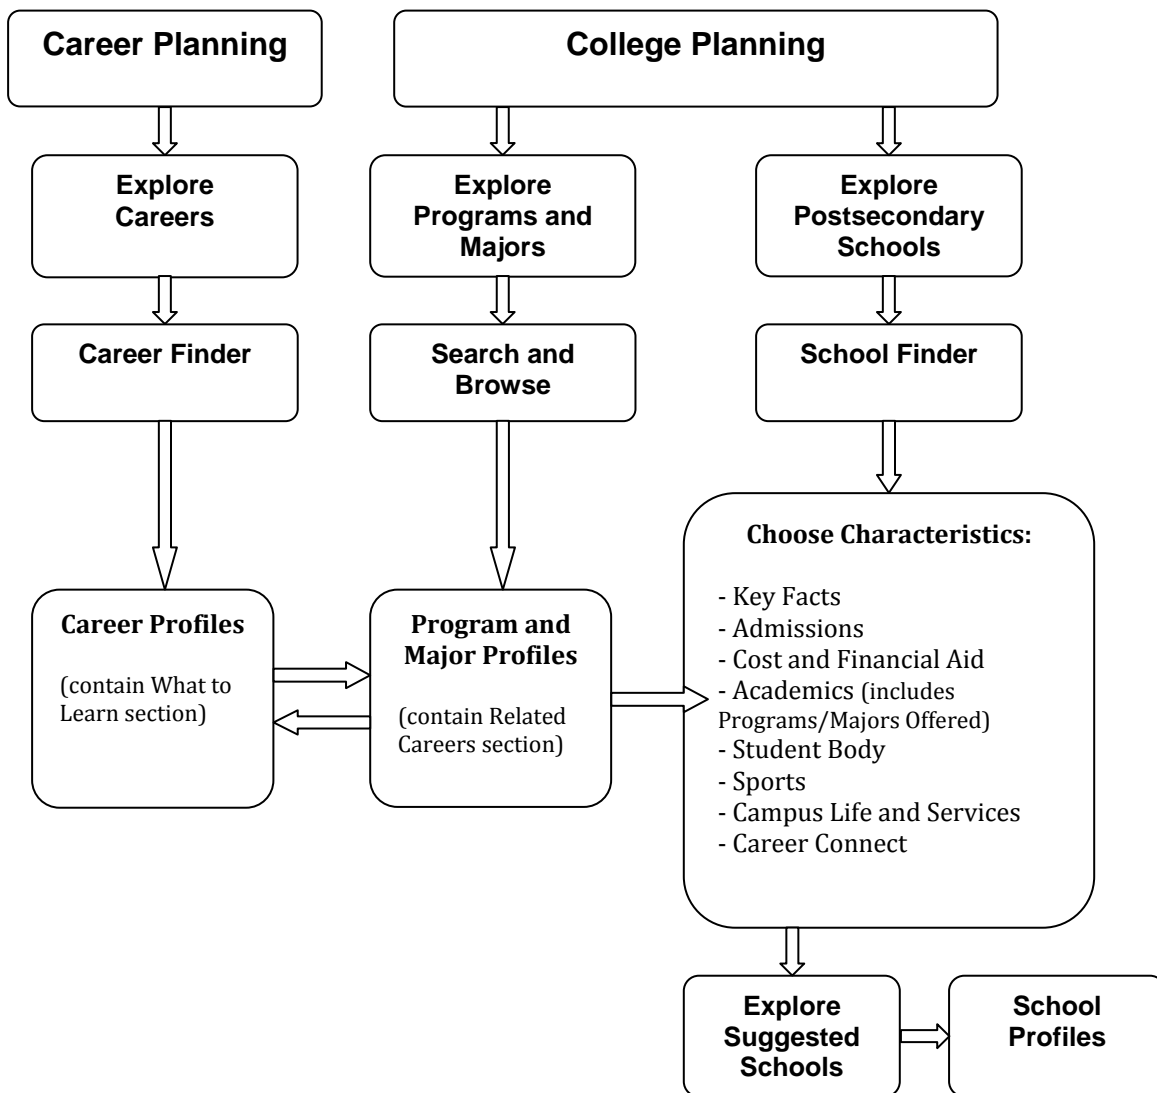 Career Planning
College Planning
Explore
Careers
Explore
Programs and
Majors
Explore
Postsecondary
Schools
Career Finder
Search and
Browse
School Finder
Career Profiles
(contain What to
Learn section)
Program and
Major Profiles
(contain Related
Careers section)
Choose Characteristics:
- Key Facts
- Admissions
- Cost and Financial Aid
- Academics (includes
Programs/Majors Offered)
- Student Body
- Sports
- Campus Life and Services
- Career Connect
Explore
Suggested
Schools
School
Profiles